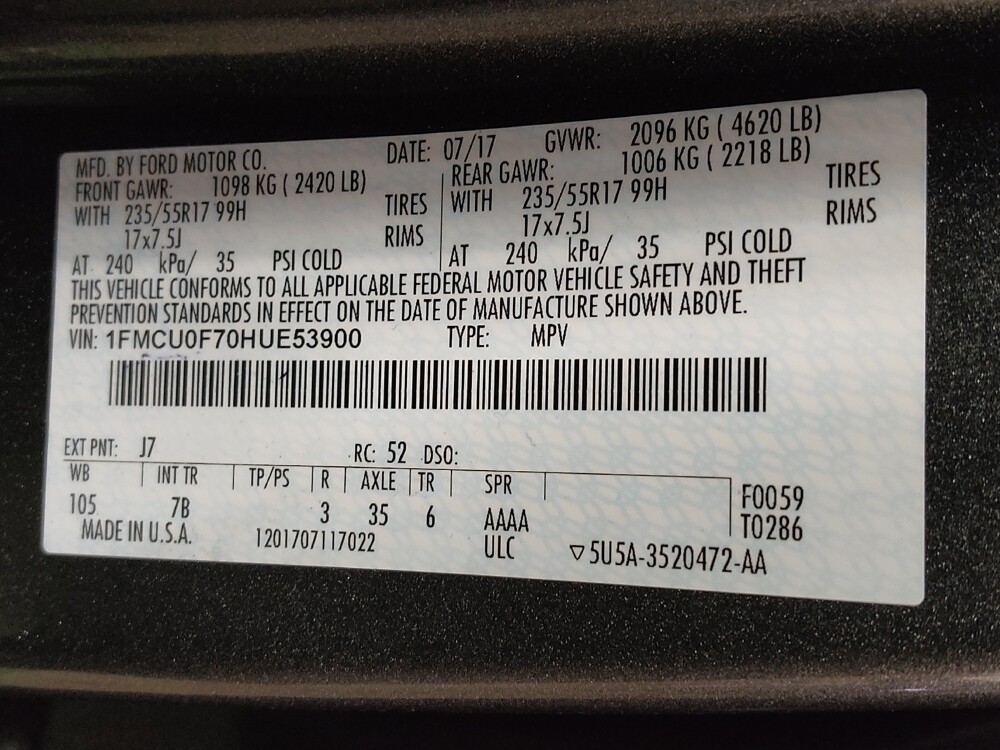 MFD. BY FORD MOTOR CO. DATE: 07/17 GVWR: 2096 KG ( 4620 LB)
FRONT GAWR: 1098 KG ( 2420 LB) REAR GAWR: 1006 KG ( 2218 LB)
WITH 235/55R17 99H TIRES WITH 235/55R17 99H TIRES
17x7.5J RIMS 17x7.5J RIMS
AT 240 kPa/ 35 PSI COLD AT 240 kPa/ 35 PSI COLD
THIS VEHICLE CONFORMS TO ALL APPLICABLE FEDERAL MOTOR VEHICLE SAFETY AND THEFT
PREVENTION STANDARDS IN EFFECT ON THE DATE OF MANUFACTURE SHOWN ABOVE.
VIN: 1FMCU0F70HUE53900 TYPE: MPV
EXT PNT: J7 RC: 52 DSO:
WB INT TR TP/PS R AXLE TR SPR F0059
105 7B 3 35 6 AAAA T0286
MADE IN U.S.A. 1201707117022 ULC ▽5U5A-3520472-AA